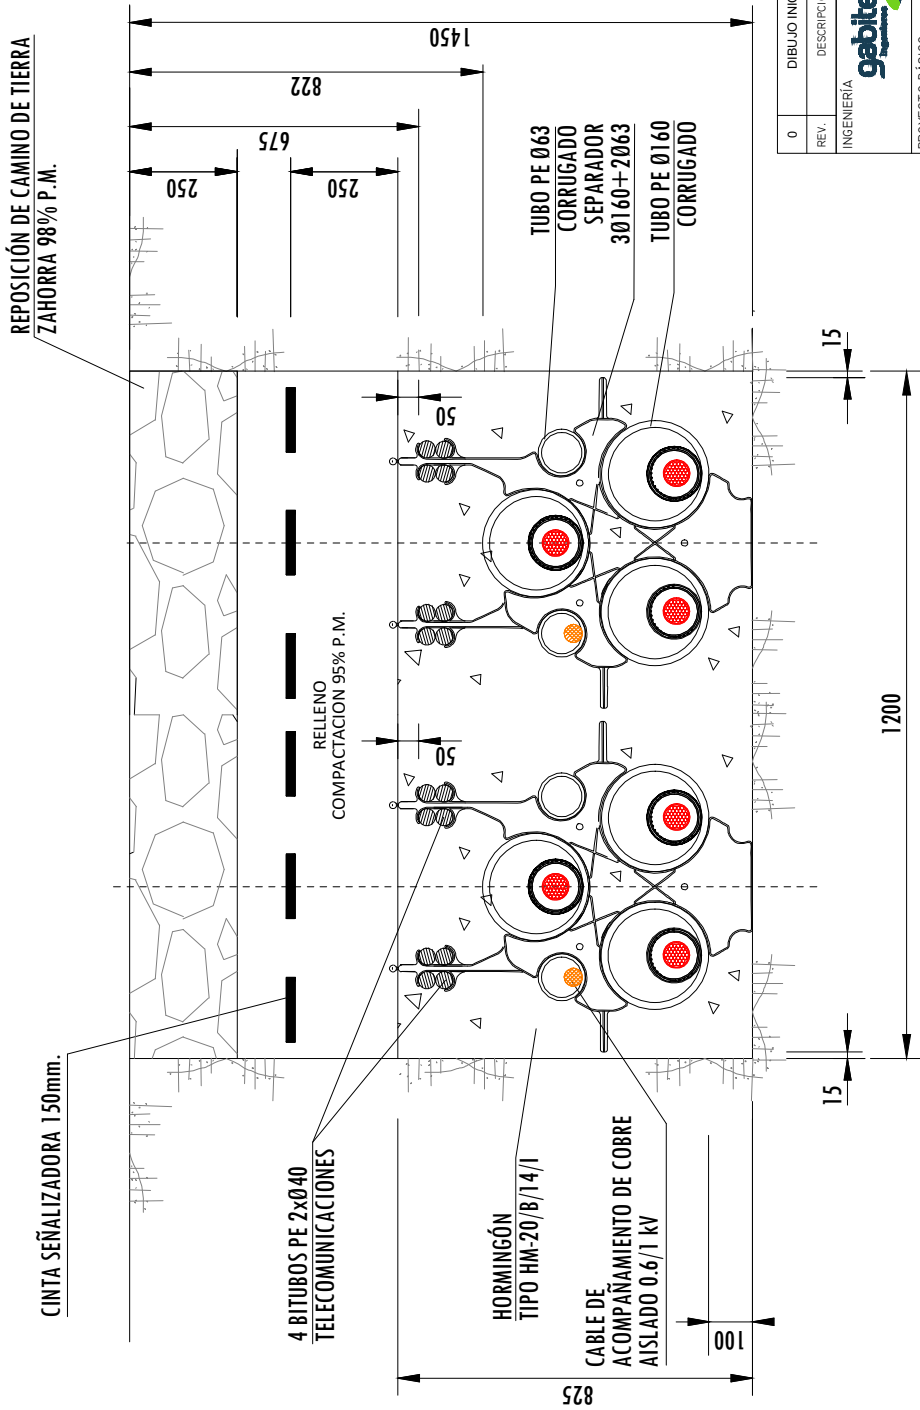 REPOSICIÓN DE CAMINO DE TIERRA
ZAHORRA 98% P.M.
CINTA SEÑALIZADORA 150mm.
1450
822
675
250
250
TUBO PE Ø63
CORRUGADO
SEPARADOR
3Ø160+2Ø63
TUBO PE Ø160
CORRUGADO
RELLENO
COMPACTACION 95% P.M.
50
50
4 BITUBOS PE 2xØ40
TELECOMUNICACIONES
HORMINGÓN
TIPO HM-20/B/14/I
CABLE DE
ACOMPAÑAMIENTO DE COBRE
AISLADO 0.6/1 kV
15
15
1200
100
825
0
DIBUJO INIC
REV.
DESCRIPCI
INGENIERÍA
gabite
ingenieros